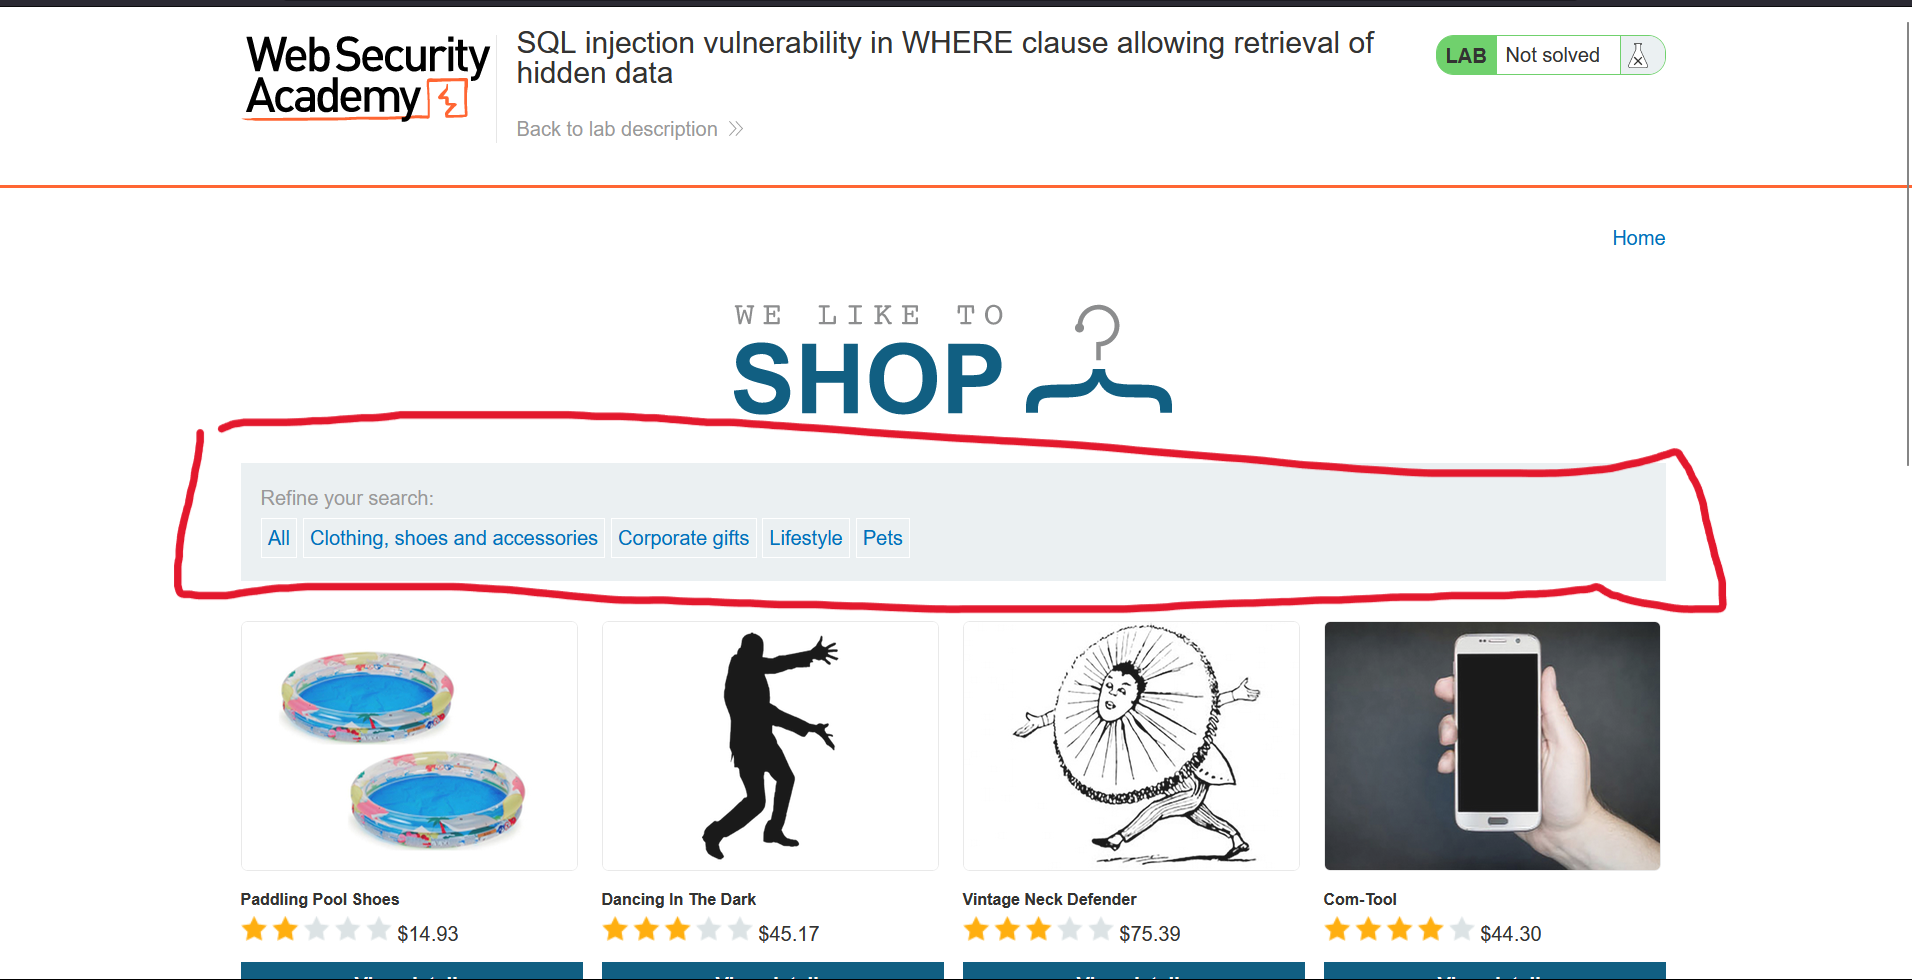 Web Security
Academy
SQL injection vulnerability in WHERE clause allowing retrieval of
hidden data
Back to lab description
LAB Not solved
Home
WE LIKE TO
SHOP
Refine your search:
All Clothing, shoes and accessories Corporate gifts Lifestyle Pets
Paddling Pool Shoes
$14.93
Dancing In The Dark
$45.17
Vintage Neck Defender
$75.39
Com-Tool
$44.30